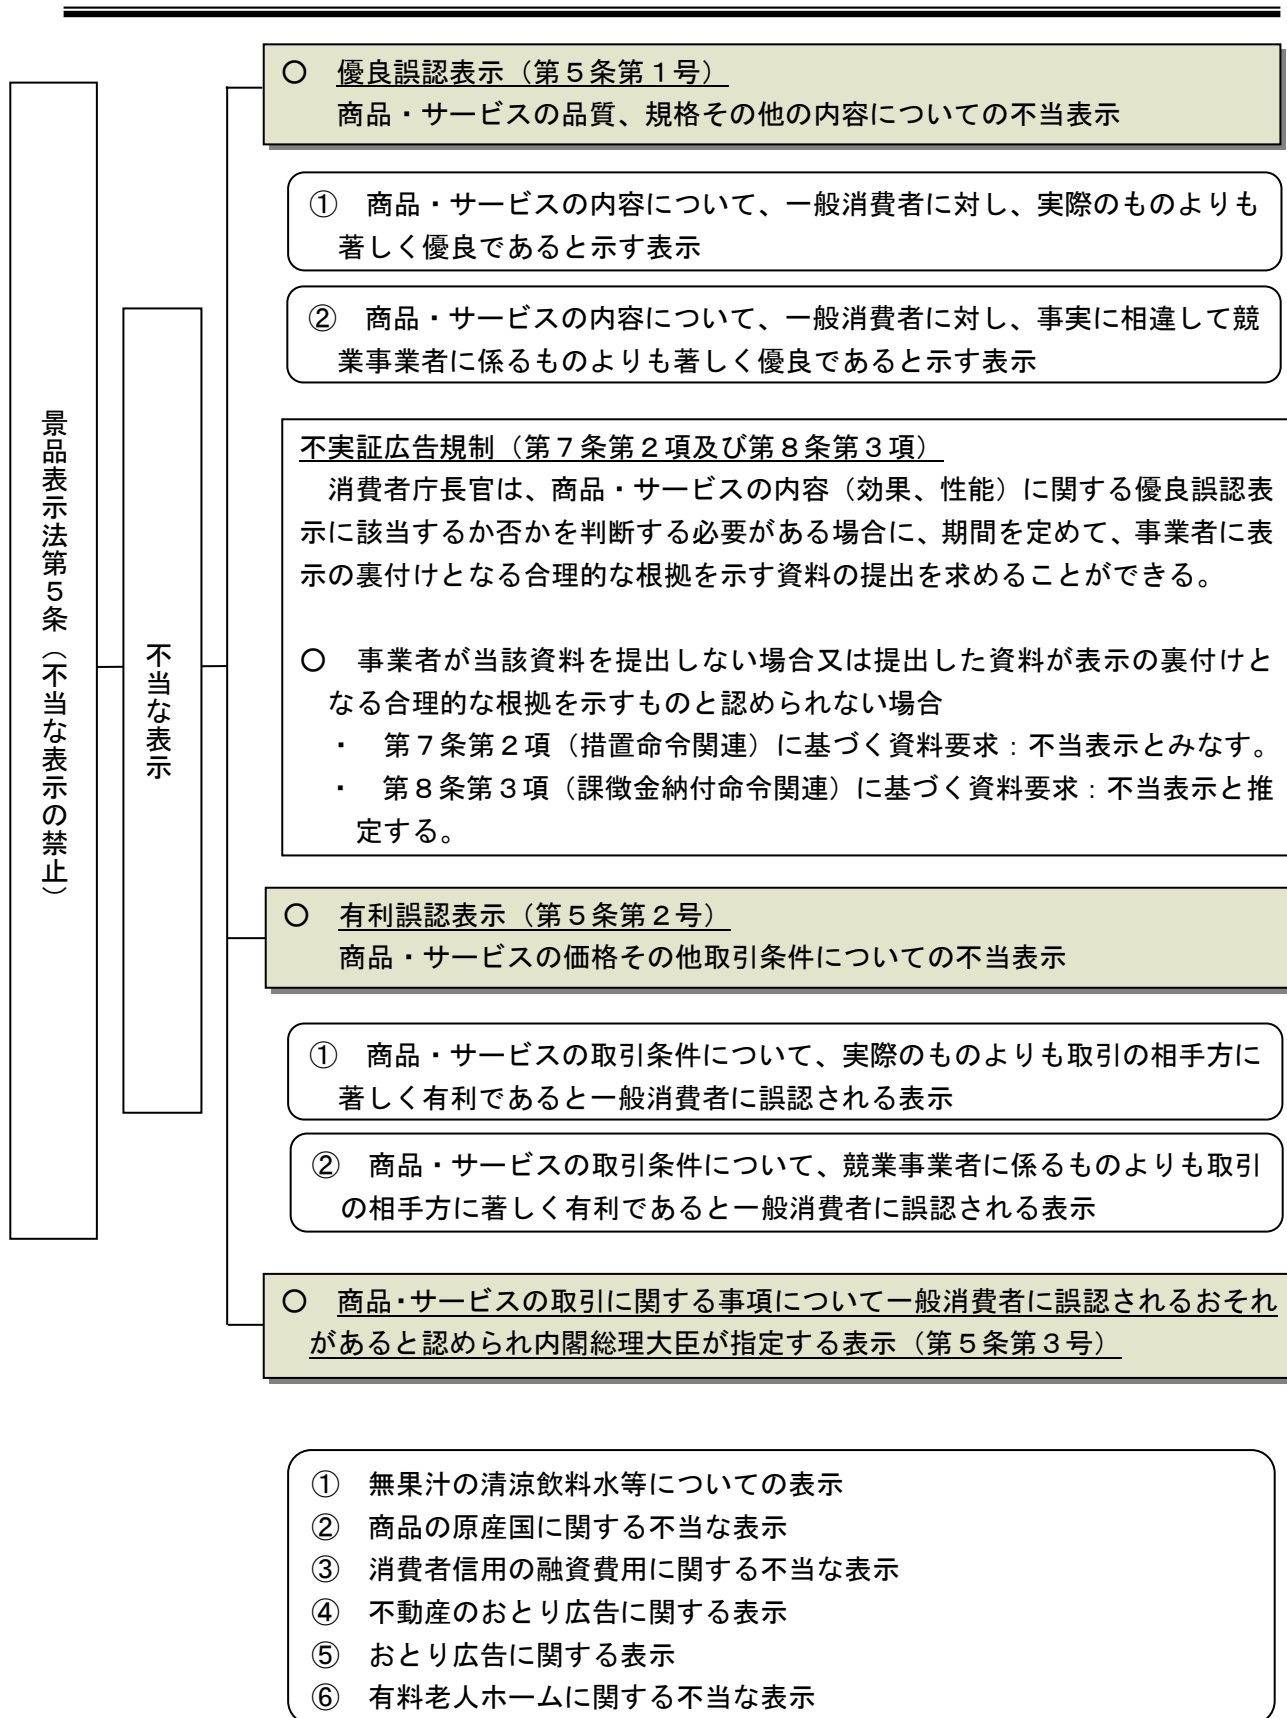 景品表示法第５条（不当な表示の禁止）
不当な表示
○　優良誤認表示（第５条第１号）
商品・サービスの品質、規格その他の内容についての不当表示
①　商品・サービスの内容について、一般消費者に対し、実際のものよりも
著しく優良であると示す表示
②　商品・サービスの内容について、一般消費者に対し、事実に相違して競
業事業者に係るものよりも著しく優良であると示す表示
不実証広告規制（第７条第２項及び第８条第３項）
消費者庁長官は、商品・サービスの内容（効果、性能）に関する優良誤認表
示に該当するか否かを判断する必要がある場合に、期間を定めて、事業者に表
示の裏付けとなる合理的な根拠を示す資料の提出を求めることができる。
○　事業者が当該資料を提出しない場合又は提出した資料が表示の裏付けと
なる合理的な根拠を示すものと認められない場合
・　第７条第２項（措置命令関連）に基づく資料要求：不当表示とみなす。
・　第８条第３項（課徴金納付命令関連）に基づく資料要求：不当表示と推
定する。
○　有利誤認表示（第５条第２号）
商品・サービスの価格その他取引条件についての不当表示
①　商品・サービスの取引条件について、実際のものよりも取引の相手方に
著しく有利であると一般消費者に誤認される表示
②　商品・サービスの取引条件について、競業事業者に係るものよりも取引
の相手方に著しく有利であると一般消費者に誤認される表示
○　商品・サービスの取引に関する事項について一般消費者に誤認されるおそれ
があると認められ内閣総理大臣が指定する表示（第５条第３号）
①　無果汁の清涼飲料水等についての表示
②　商品の原産国に関する不当な表示
③　消費者信用の融資費用に関する不当な表示
④　不動産のおとり広告に関する表示
⑤　おとり広告に関する表示
⑥　有料老人ホームに関する不当な表示